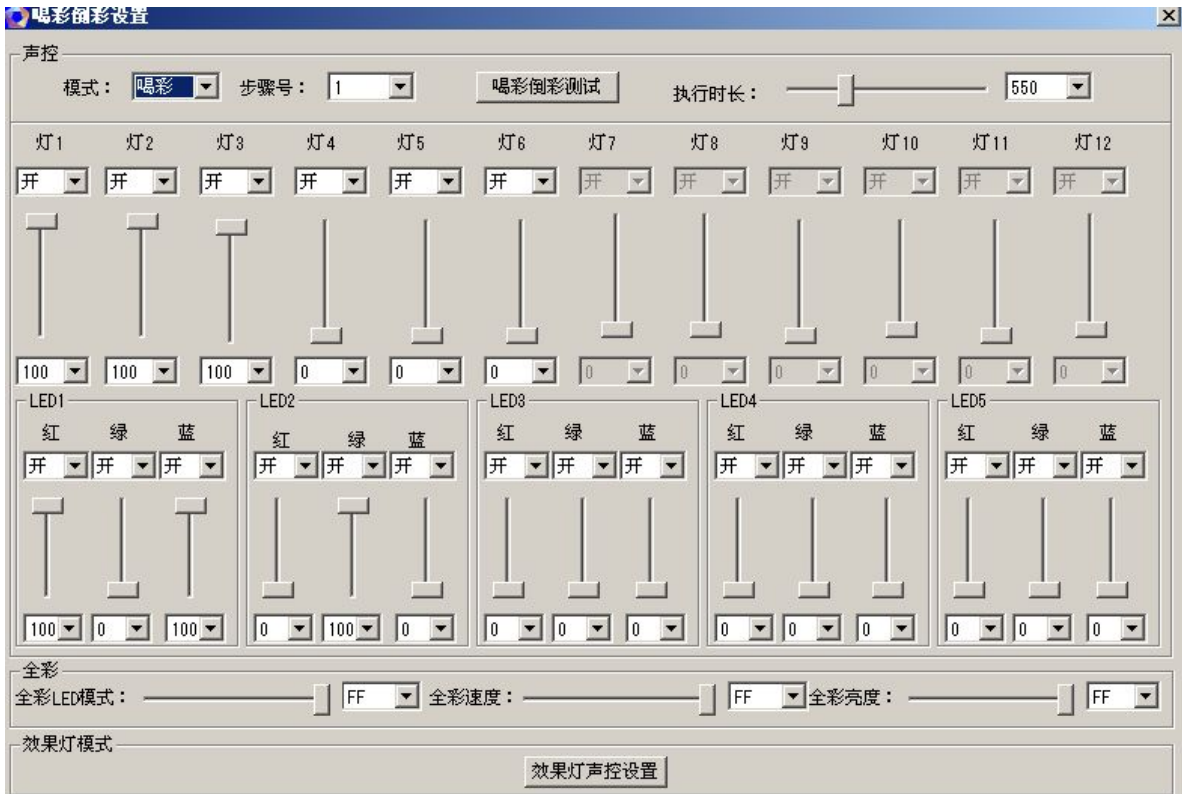 喝彩倒彩设置
声控
模式： 喝彩 步骤号： 1 喝彩倒彩测试 执行时长： 550
灯1 灯2 灯3 灯4 灯5 灯6 灯7 灯8 灯9 灯10 灯11 灯12
开 开 开 开 开 开 开 开 开 开 开 开
100 100 100 0 0 0 0 0 0 0 0 0
LED1 LED2 LED3 LED4 LED5
红 绿 蓝 红 绿 蓝 红 绿 蓝 红 绿 蓝 红 绿 蓝
开 开 开 开 开 开 开 开 开 开 开 开 开 开 开
100 0 100 0 100 0 0 0 0 0 0 0 0 0 0
全彩
全彩LED模式： FF 全彩速度： FF 全彩亮度： FF
效果灯模式
效果灯声控设置